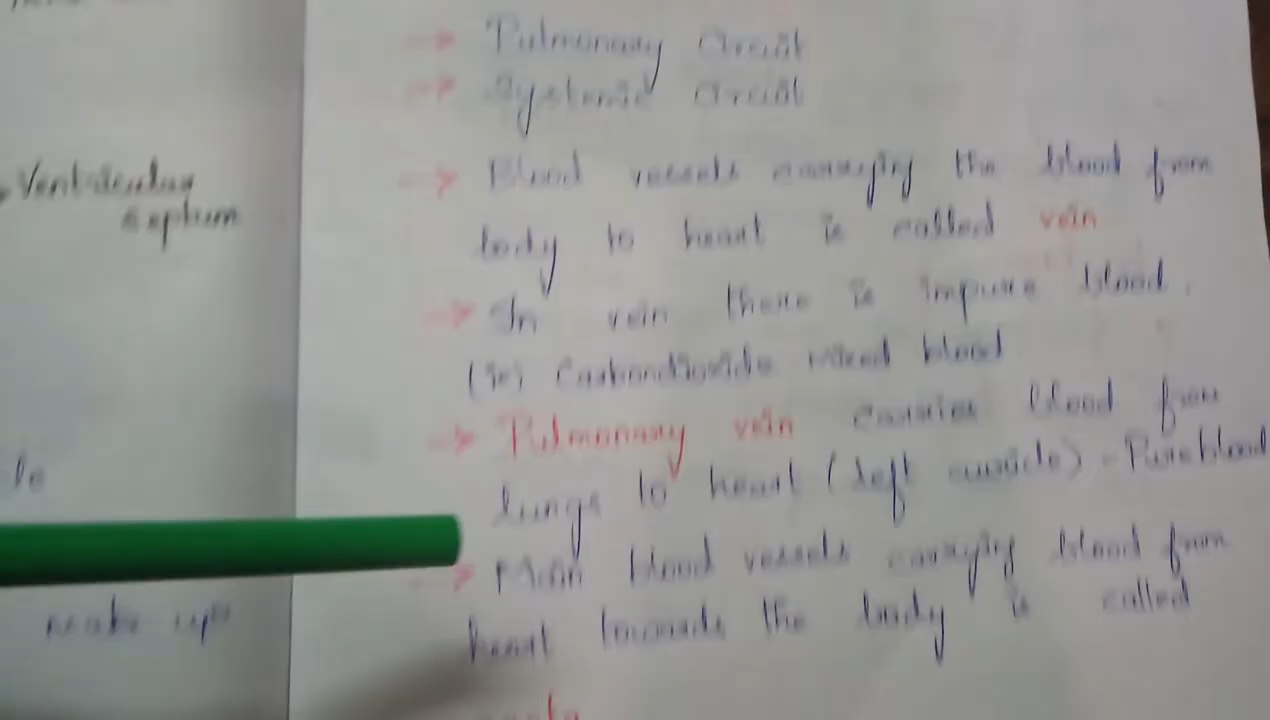 Ventricular
septum
le
make up
→ Pulmonary Circuit
→ Systemic Circuit
→ Blood vessels carrying the blood from
body to heart is called vein
→ In vein there is impure blood.
(ie) Carbondioxide mixed blood
→ Pulmonary vein carries blood from
lungs to heart (left auricle) - Pure blood
→ Main blood vessels carrying blood from
heart towards the body is called